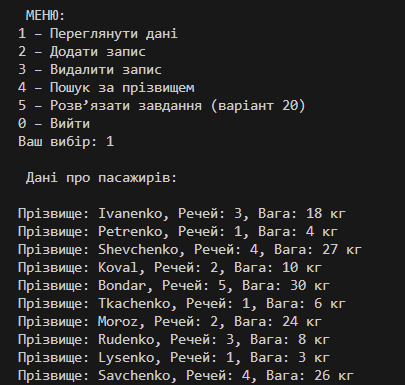 МЕНЮ:
1 – Переглянути дані
2 – Додати запис
3 – Видалити запис
4 – Пошук за прізвищем
5 – Розв’язати завдання (варіант 20)
0 – Вийти
Ваш вибір: 1
Дані про пасажирів:
Прізвище: Ivanenko, Речей: 3, Вага: 18 кг
Прізвище: Petrenko, Речей: 1, Вага: 4 кг
Прізвище: Shevchenko, Речей: 4, Вага: 27 кг
Прізвище: Koval, Речей: 2, Вага: 10 кг
Прізвище: Bondar, Речей: 5, Вага: 30 кг
Прізвище: Tkachenko, Речей: 1, Вага: 6 кг
Прізвище: Moroz, Речей: 2, Вага: 24 кг
Прізвище: Rudenko, Речей: 3, Вага: 8 кг
Прізвище: Lysenko, Речей: 1, Вага: 3 кг
Прізвище: Savchenko, Речей: 4, Вага: 26 кг